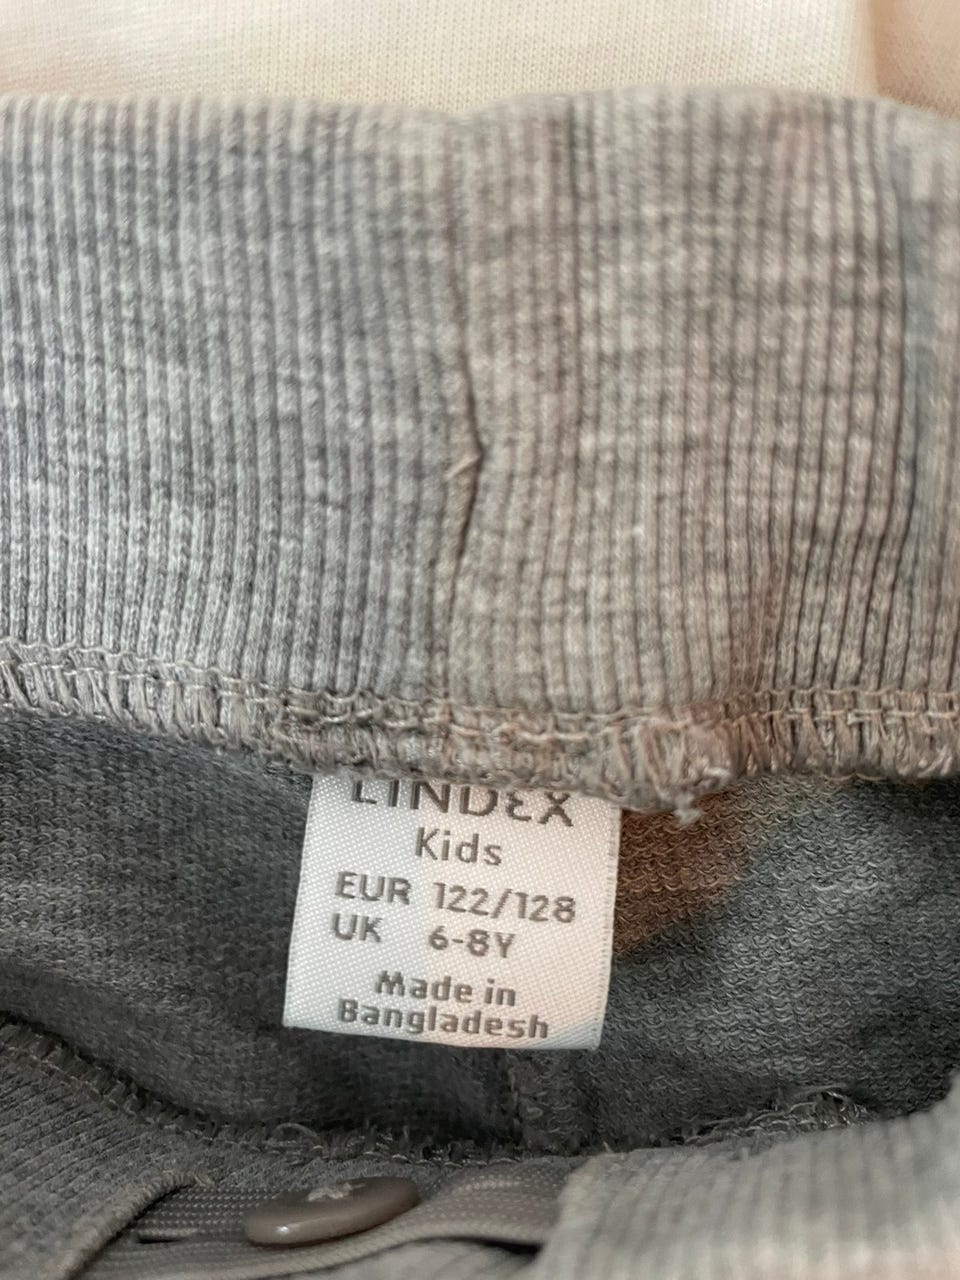 LINDEX
Kids
EUR 122/128
UK 6-8Y
Made in
Bangladesh